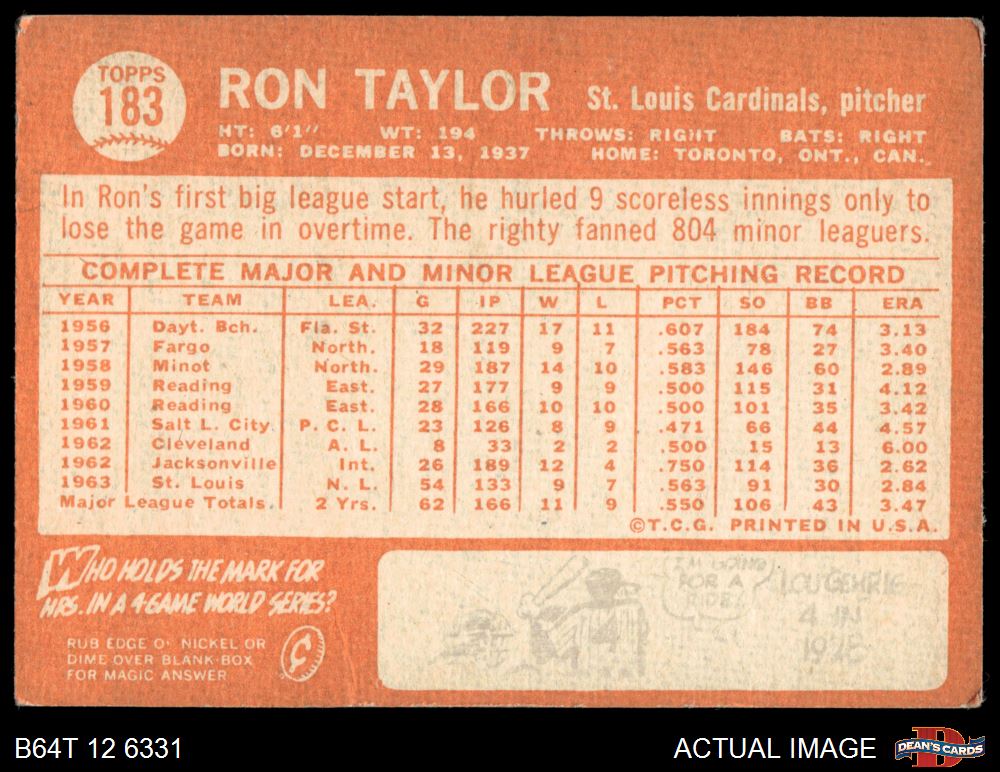 TOPPS
183
RON TAYLOR St. Louis Cardinals, pitcher
HT: 6'1" WT: 194 THROWS: RIGHT BATS: RIGHT
BORN: DECEMBER 13, 1937 HOME: TORONTO, ONT., CAN.
In Ron's first big league start, he hurled 9 scoreless innings only to
lose the game in overtime. The righty fanned 804 minor leaguers.
COMPLETE MAJOR AND MINOR LEAGUE PITCHING RECORD
YEAR TEAM LEA. G IP W L PCT SO BB ERA
1956 Dayt. Bch. Fla. St. 32 227 17 11 .607 184 74 3.13
1957 Fargo North. 18 119 9 7 .563 78 27 3.40
1958 Minot North. 29 187 14 10 .583 146 60 2.89
1959 Reading East. 27 177 9 9 .500 115 31 4.12
1960 Reading East. 28 166 10 10 .500 101 35 3.42
1961 Salt L. City P. C. L. 23 126 8 9 .471 66 44 4.57
1962 Cleveland A. L. 8 33 2 2 .500 15 13 6.00
1962 Jacksonville Int. 26 189 12 4 .750 114 36 2.62
1963 St. Louis N. L. 54 133 9 7 .563 91 30 2.84
Major League Totals. 2 Yrs. 62 166 11 9 .550 106 43 3.47
©T.C.G. PRINTED IN U.S.A.
WHO HOLDS THE MARK FOR
HRS. IN A 4-GAME WORLD SERIES?
RUB EDGE O. NICKEL OR
DIME OVER BLANK BOX
FOR MAGIC ANSWER
I'M GOING
FOR A
RIDE
LOU GEHRIG
4 IN
B64T 12 6331
ACTUAL IMAGE
D
DEAN'S CARDS